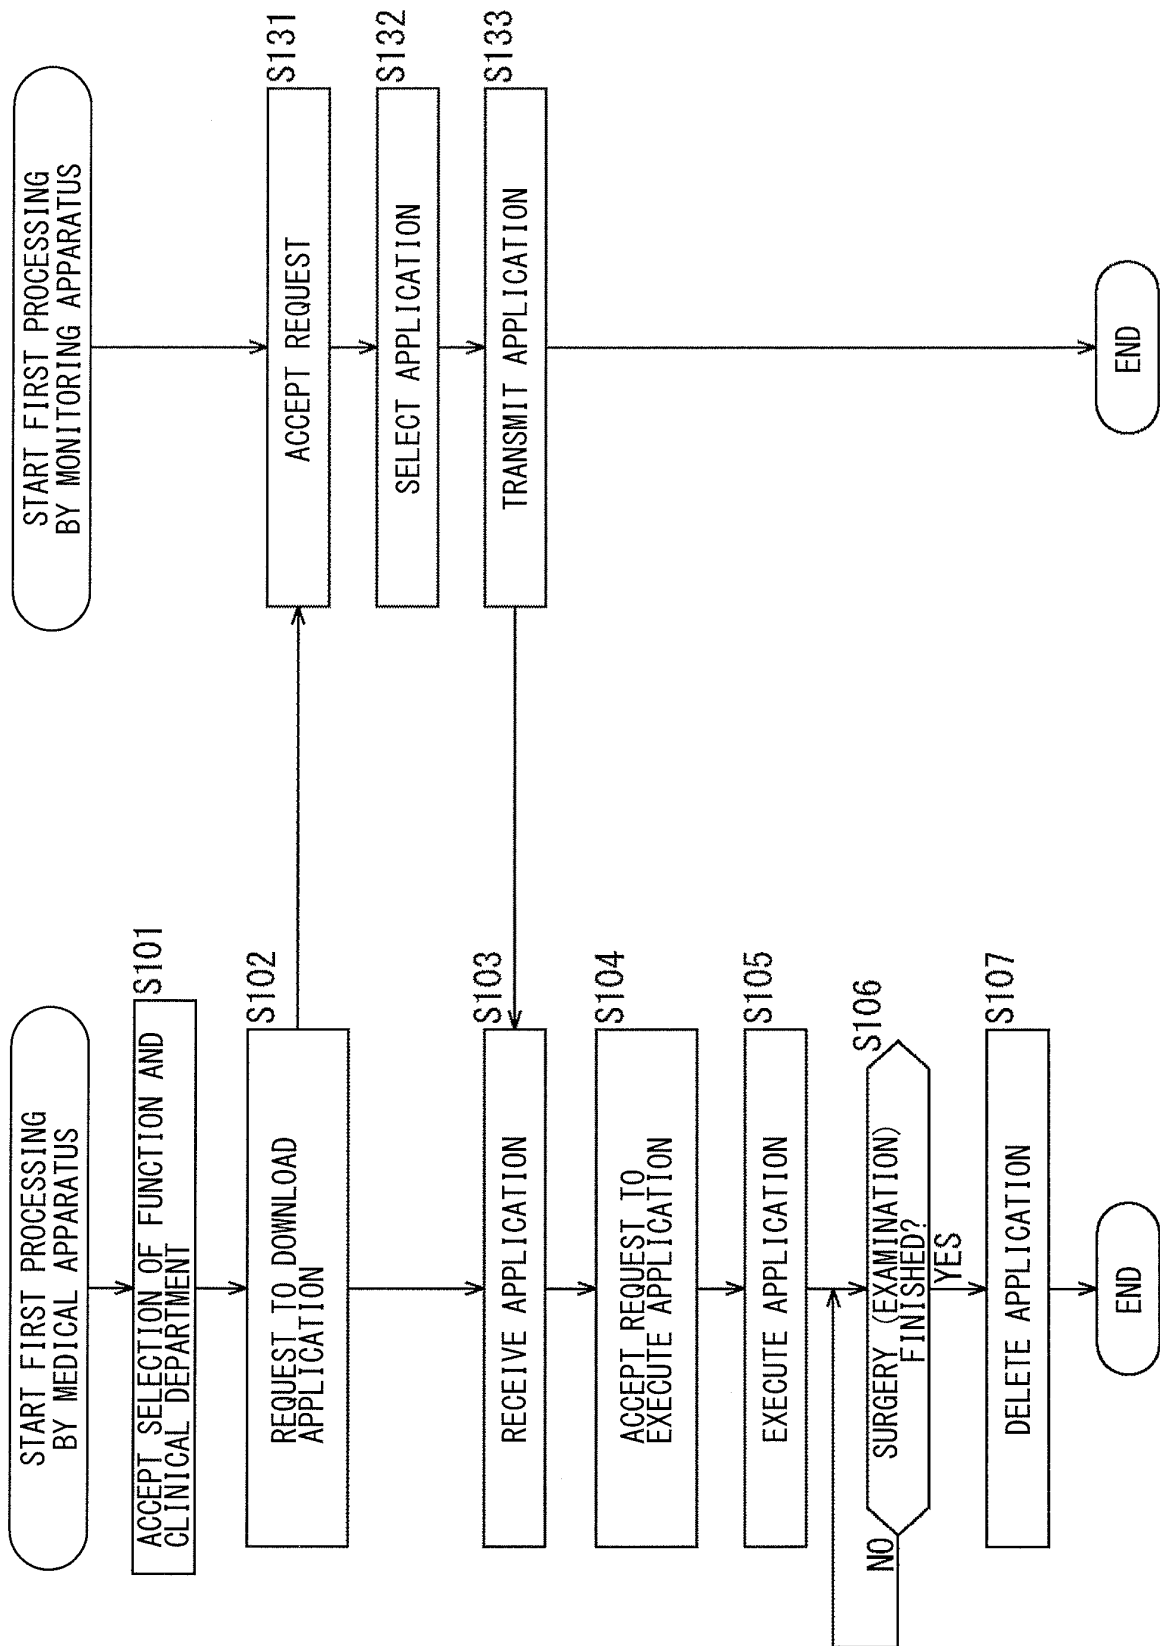 START FIRST PROCESSING
BY MEDICAL APPARATUS
ACCEPT SELECTION OF FUNCTION AND
CLINICAL DEPARTMENT
S101
REQUEST TO DOWNLOAD
APPLICATION
S102
RECEIVE APPLICATION
S103
ACCEPT REQUEST TO
EXECUTE APPLICATION
S104
EXECUTE APPLICATION
S105
SURGERY (EXAMINATION)
FINISHED?
S106
NO
YES
DELETE APPLICATION
S107
END
START FIRST PROCESSING
BY MONITORING APPARATUS
ACCEPT REQUEST
S131
SELECT APPLICATION
S132
TRANSMIT APPLICATION
S133
END